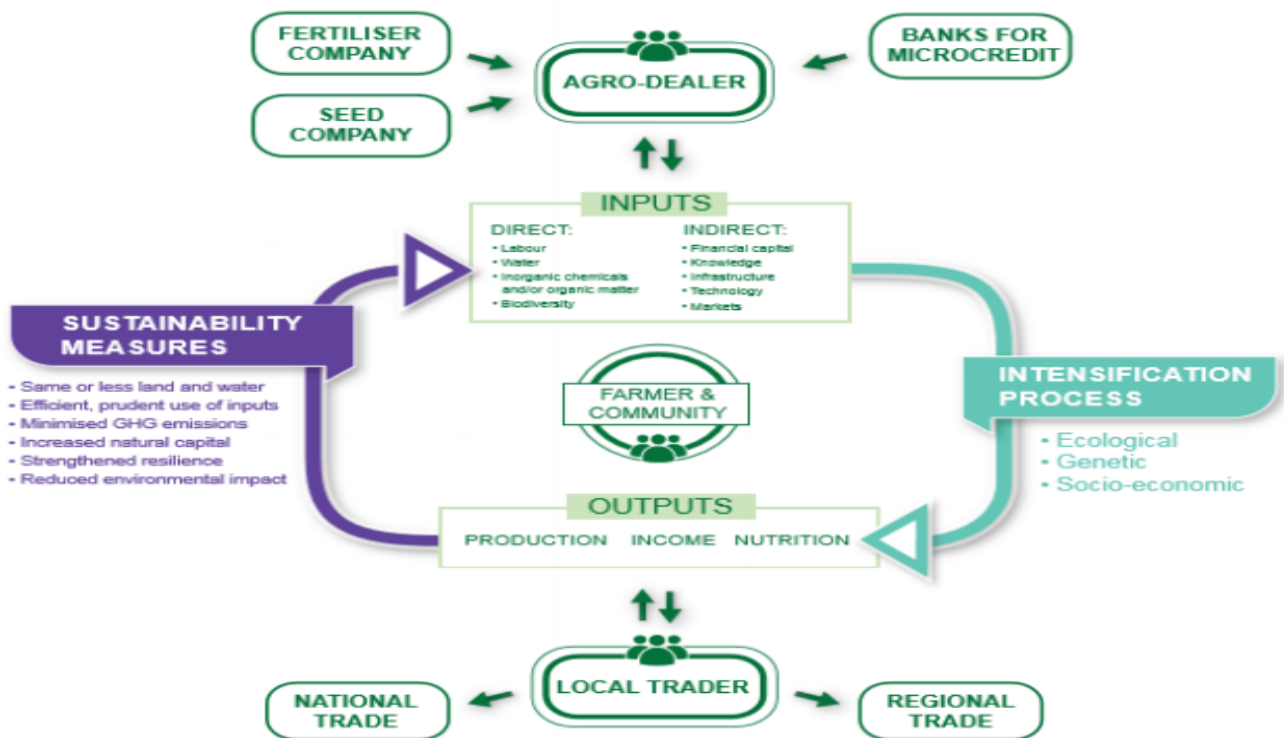 FERTILISER
COMPANY
SEED
COMPANY
AGRO-DEALER
BANKS FOR
MICROCREDIT
INPUTS
DIRECT:
• Labour
• Water
• Inorganic chemicals
and/or organic matter
• Biodiversity
INDIRECT:
• Financial capital
• Knowledge
• Infrastructure
• Technology
• Markets
SUSTAINABILITY
MEASURES
- Same or less land and water
- Efficient, prudent use of inputs
- Minimised GHG emissions
- Increased natural capital
- Strengthened resilience
- Reduced environmental impact
FARMER &
COMMUNITY
INTENSIFICATION
PROCESS
• Ecological
• Genetic
• Socio-economic
OUTPUTS
PRODUCTION INCOME NUTRITION
LOCAL TRADER
NATIONAL
TRADE
REGIONAL
TRADE